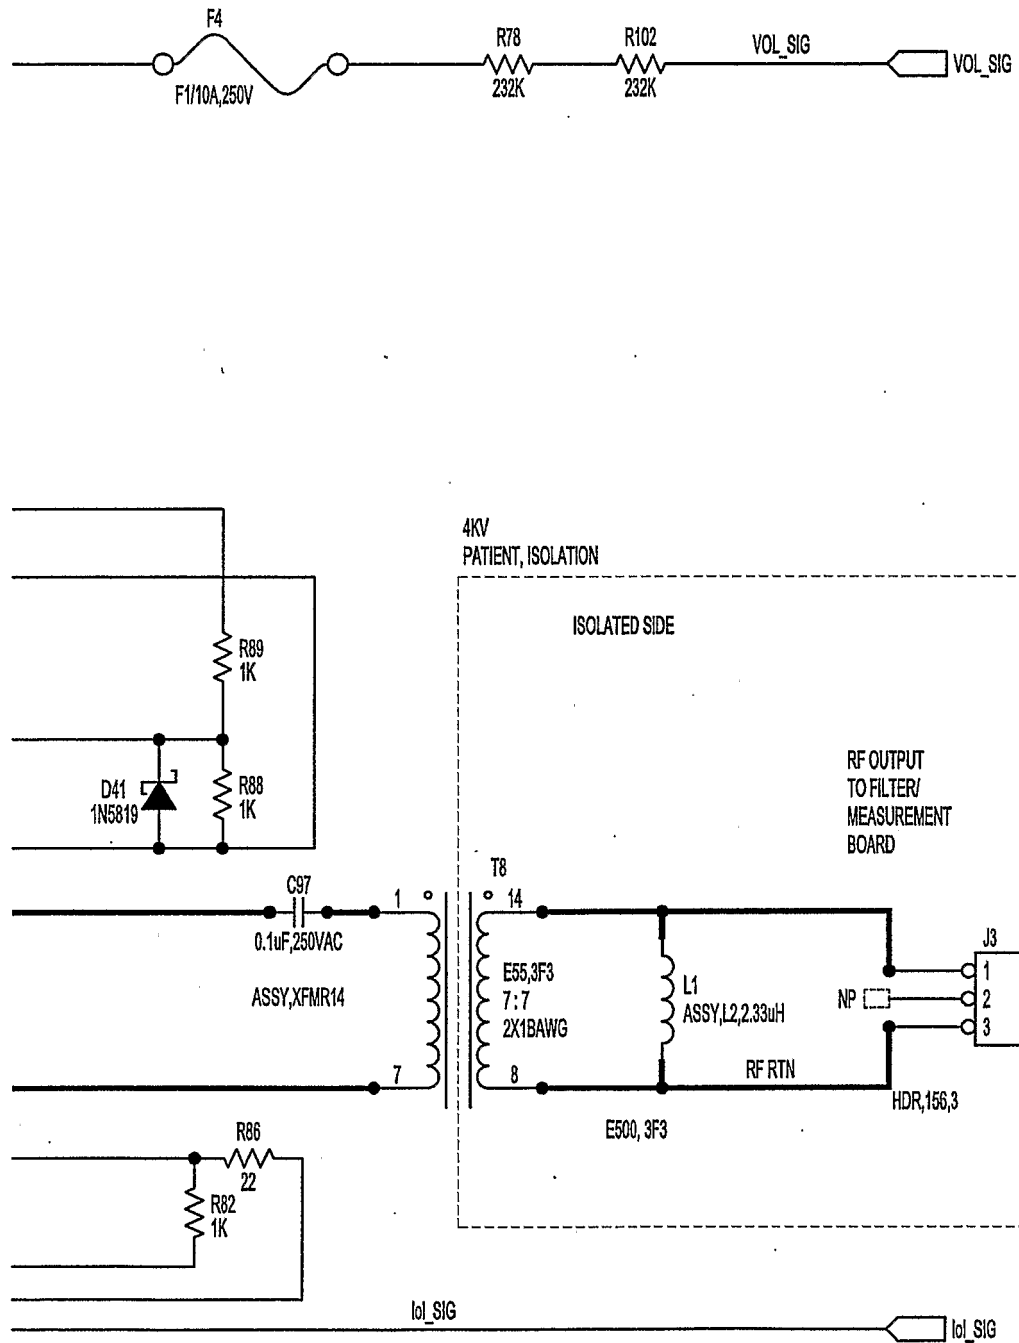 F4
F1/10A,250V
R78
232K
R102
232K
VOL_SIG
VOL_SIG
4KV
PATIENT, ISOLATION
ISOLATED SIDE
R89
1K
D41
1N5819
R88
1K
RF OUTPUT
TO FILTER/
MEASUREMENT
BOARD
C97
0.1uF,250VAC
ASSY,XFMR14
1
7
T8
14
E55,3F3
7:7
2X1BAWG
8
L1
ASSY,L2,2.33uH
RF RTN
E500, 3F3
NP
J3
1
2
3
HDR,156,3
R86
22
R82
1K
IoI_SIG
IoI_SIG